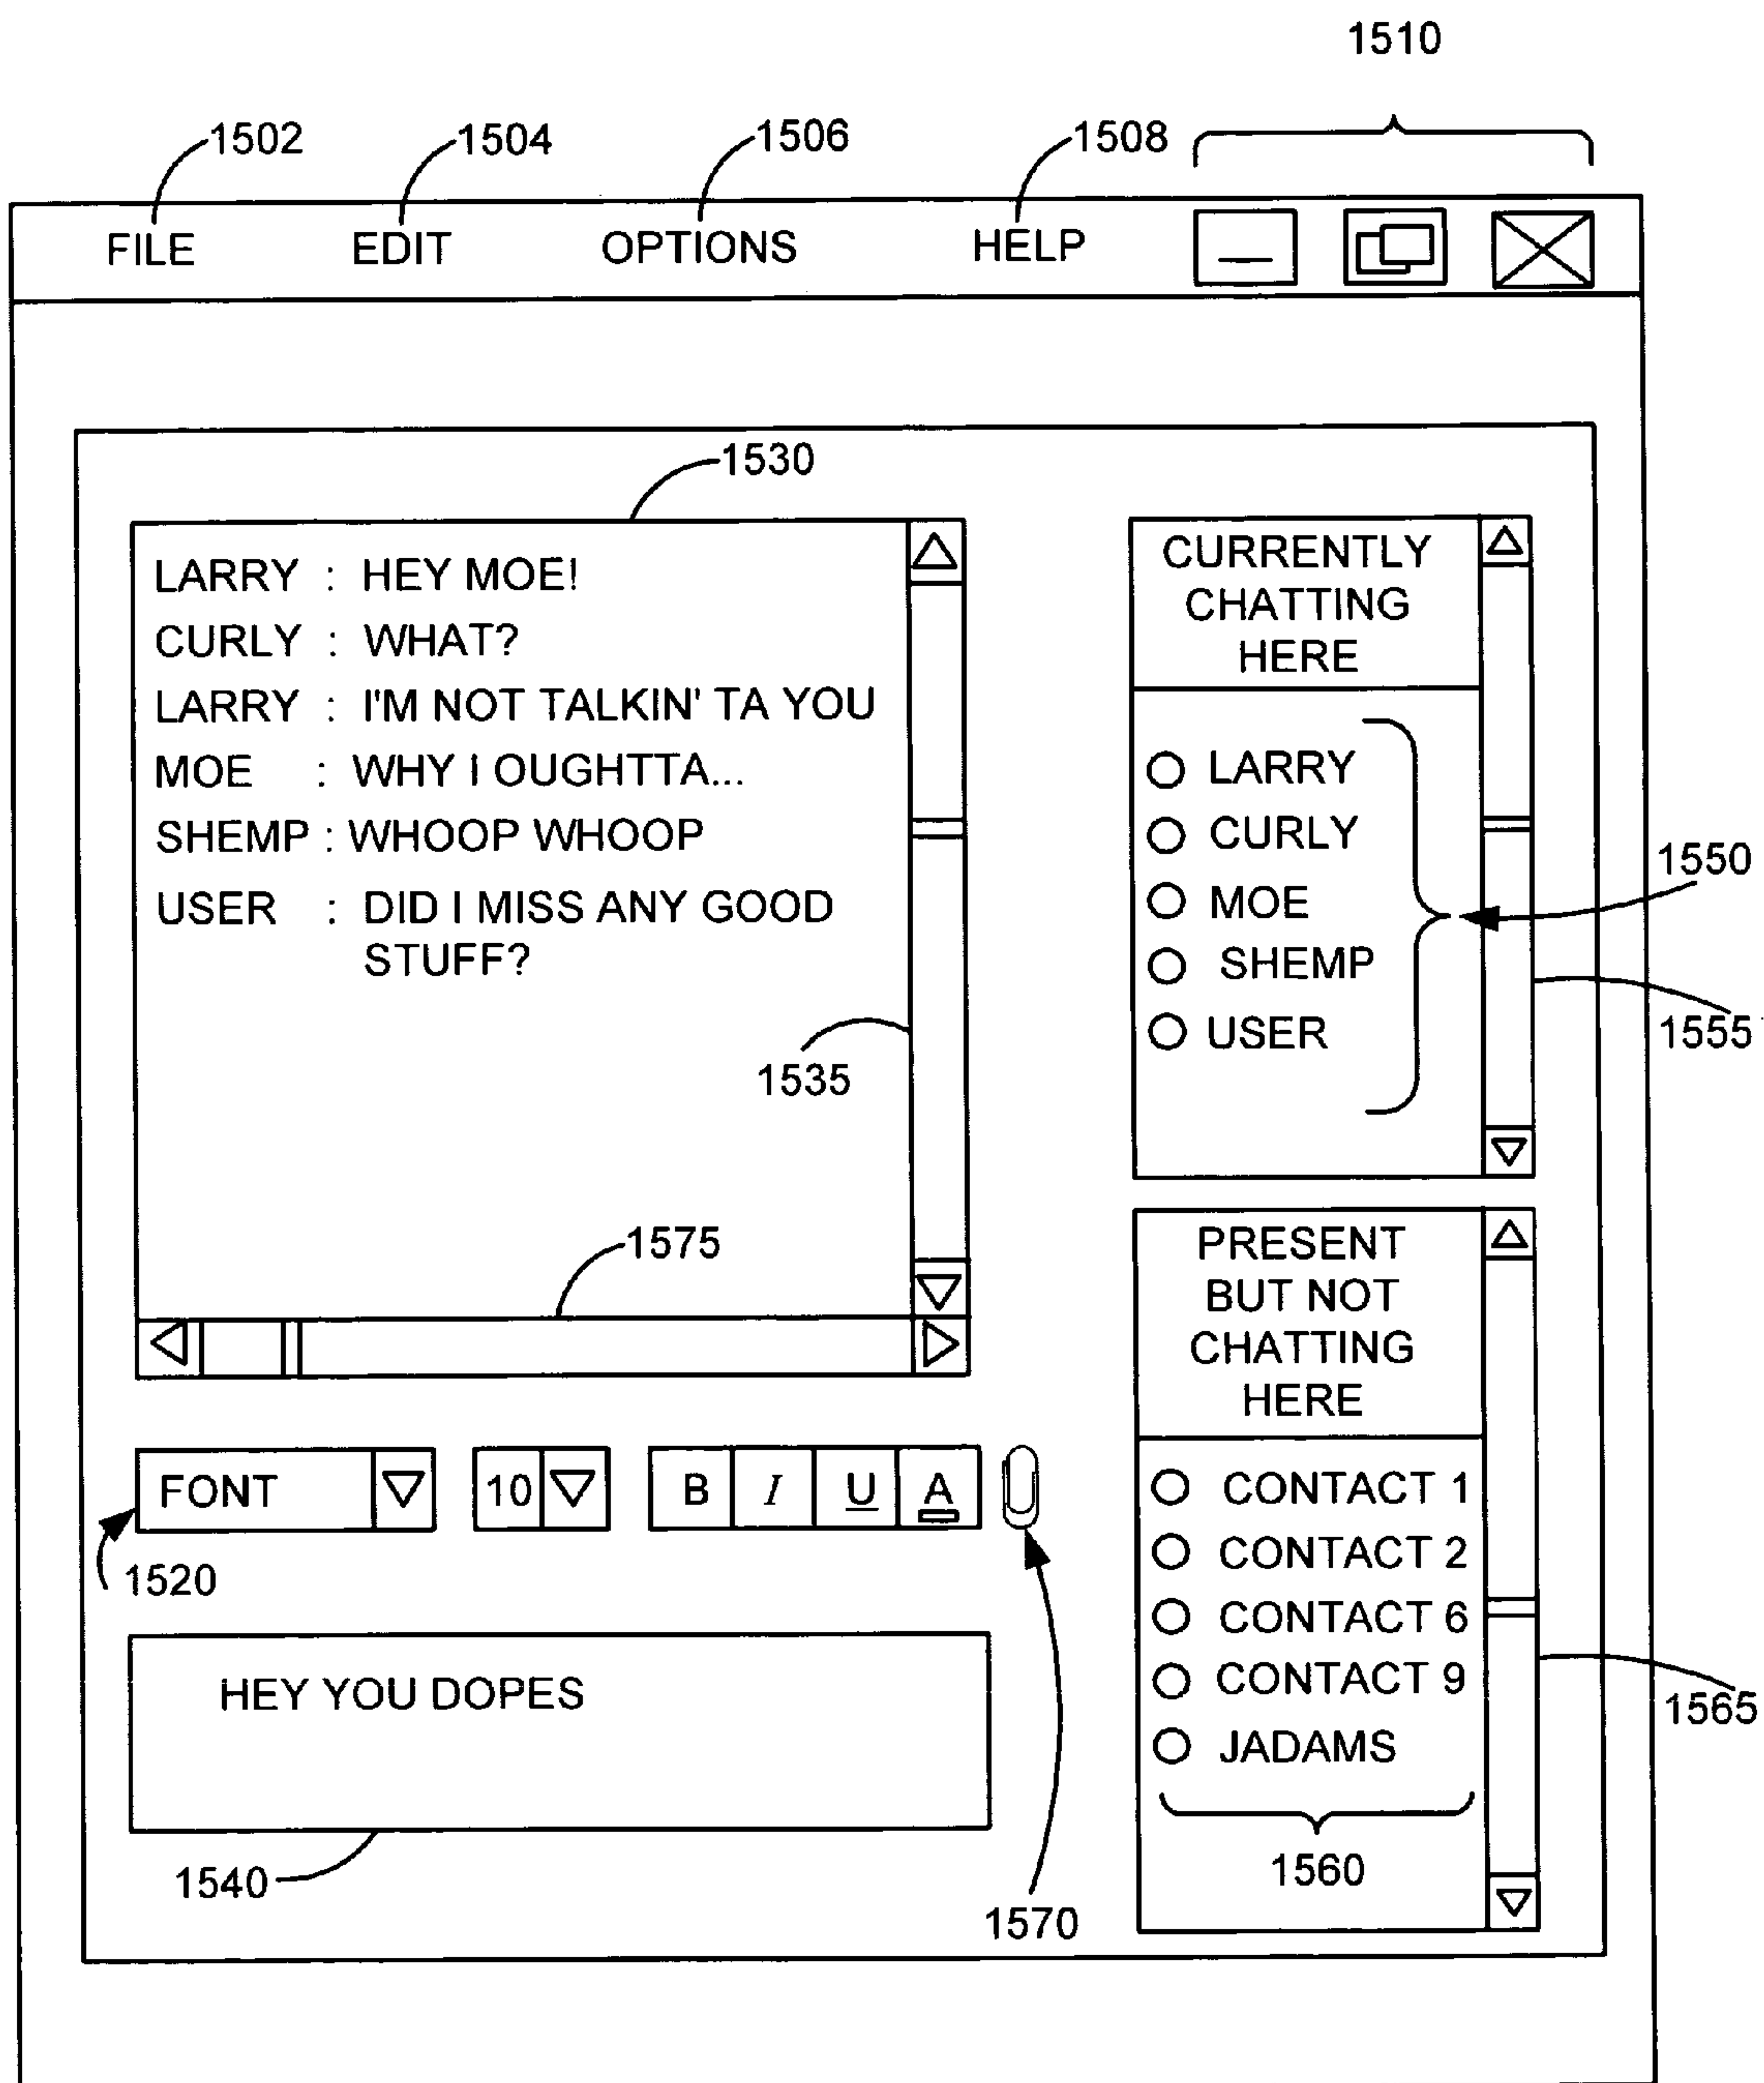 1510
1502 1504 1506 1508
FILE EDIT OPTIONS HELP
1530
LARRY : HEY MOE!
CURLY : WHAT?
LARRY : I'M NOT TALKIN' TA YOU
MOE : WHY I OUGHTTA...
SHEMP : WHOOP WHOOP
USER : DID I MISS ANY GOOD
STUFF?
1535
1575
CURRENTLY
CHATTING
HERE
LARRY
CURLY
MOE
SHEMP
USER
1550
1555
PRESENT
BUT NOT
CHATTING
HERE
CONTACT 1
CONTACT 2
CONTACT 6
CONTACT 9
JADAMS
1560
1565
FONT 10 B I U A
1520
HEY YOU DOPES
1540
1570